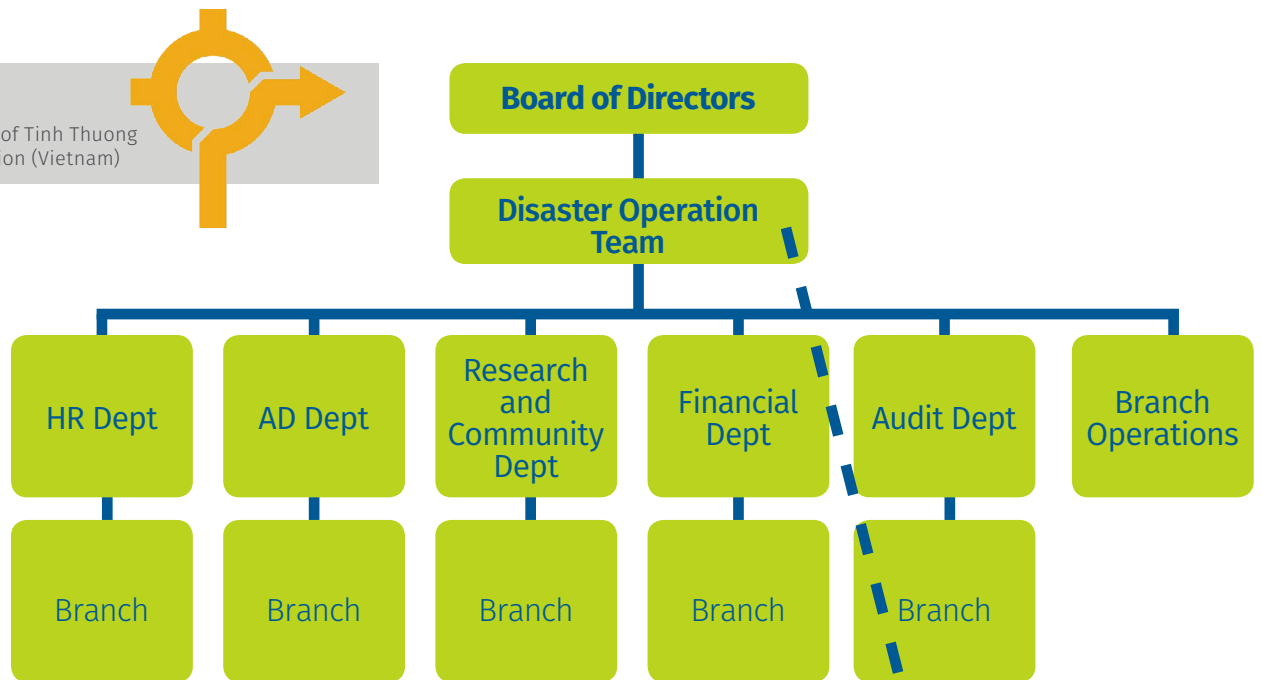 of Tinh Thuong
ion (Vietnam)
Board of Directors
Disaster Operation
Team
HR Dept
AD Dept
Research
and
Community
Dept
Financial
Dept
Audit Dept
Branch
Operations
Branch
Branch
Branch
Branch
Branch